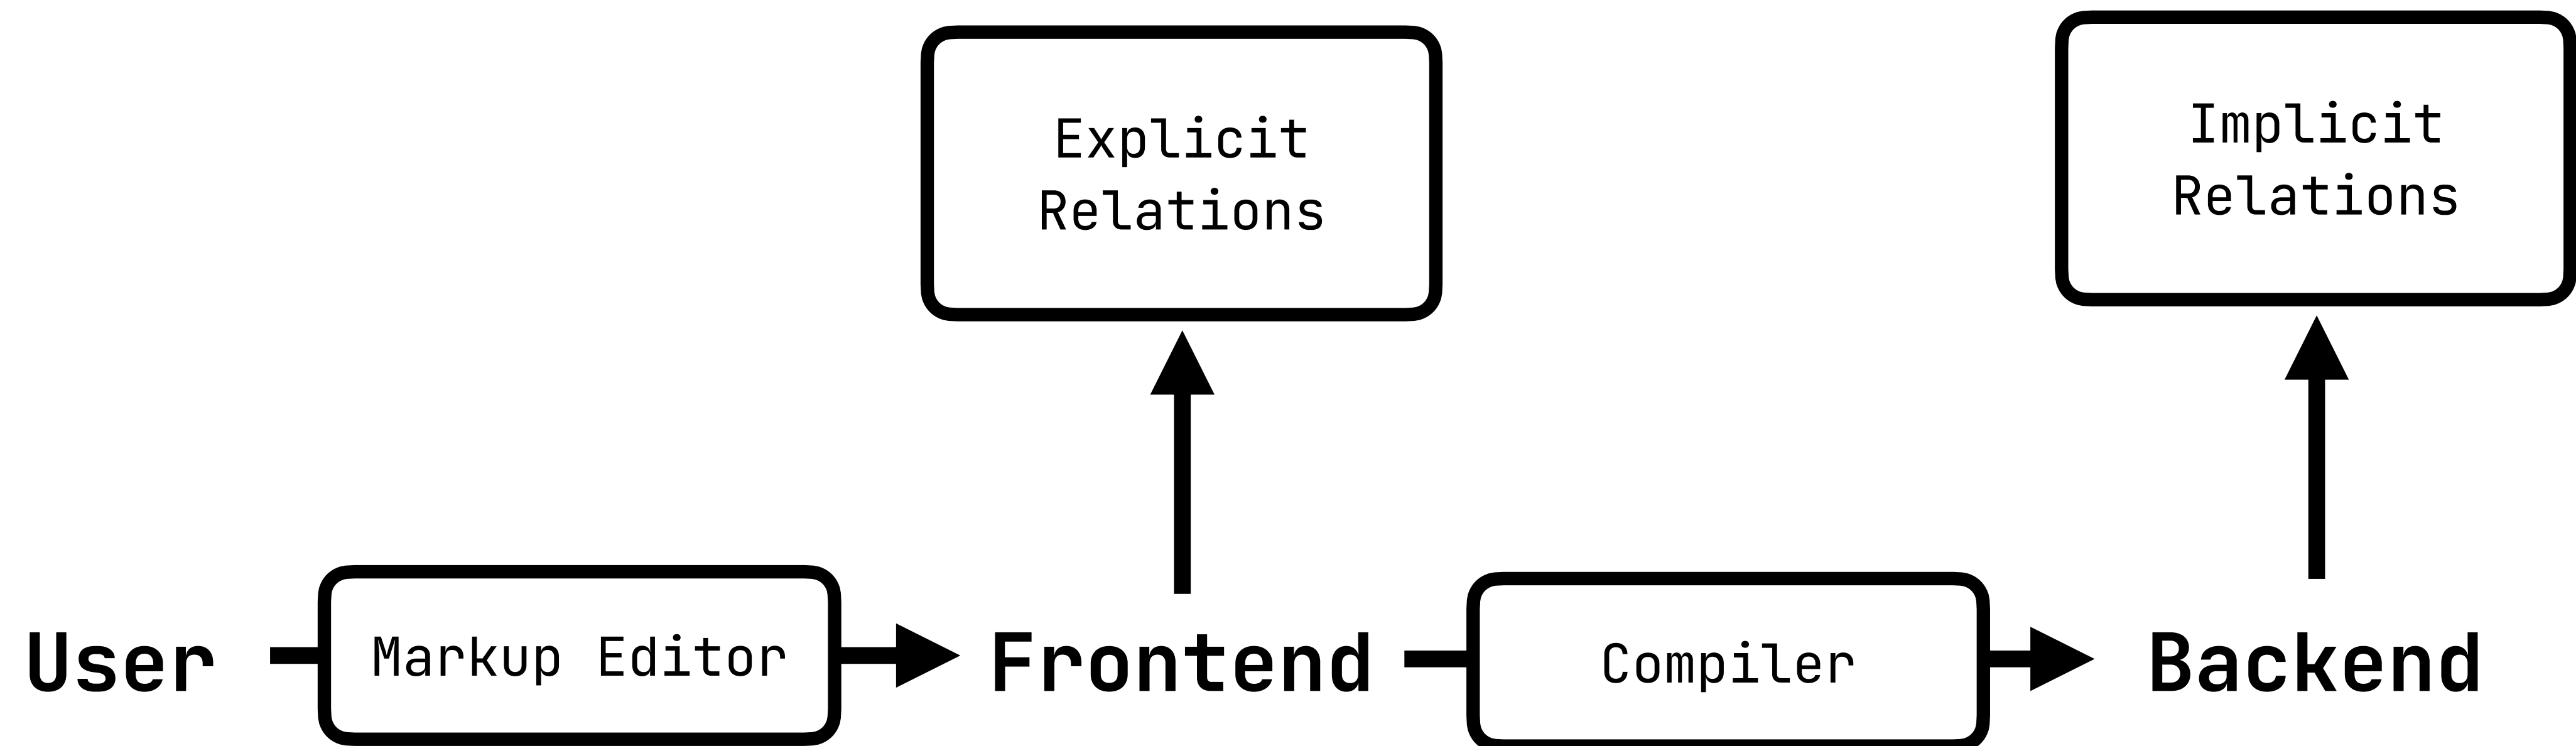 Explicit
Relations
Implicit
Relations
User
Markup Editor
Frontend
Compiler
Backend